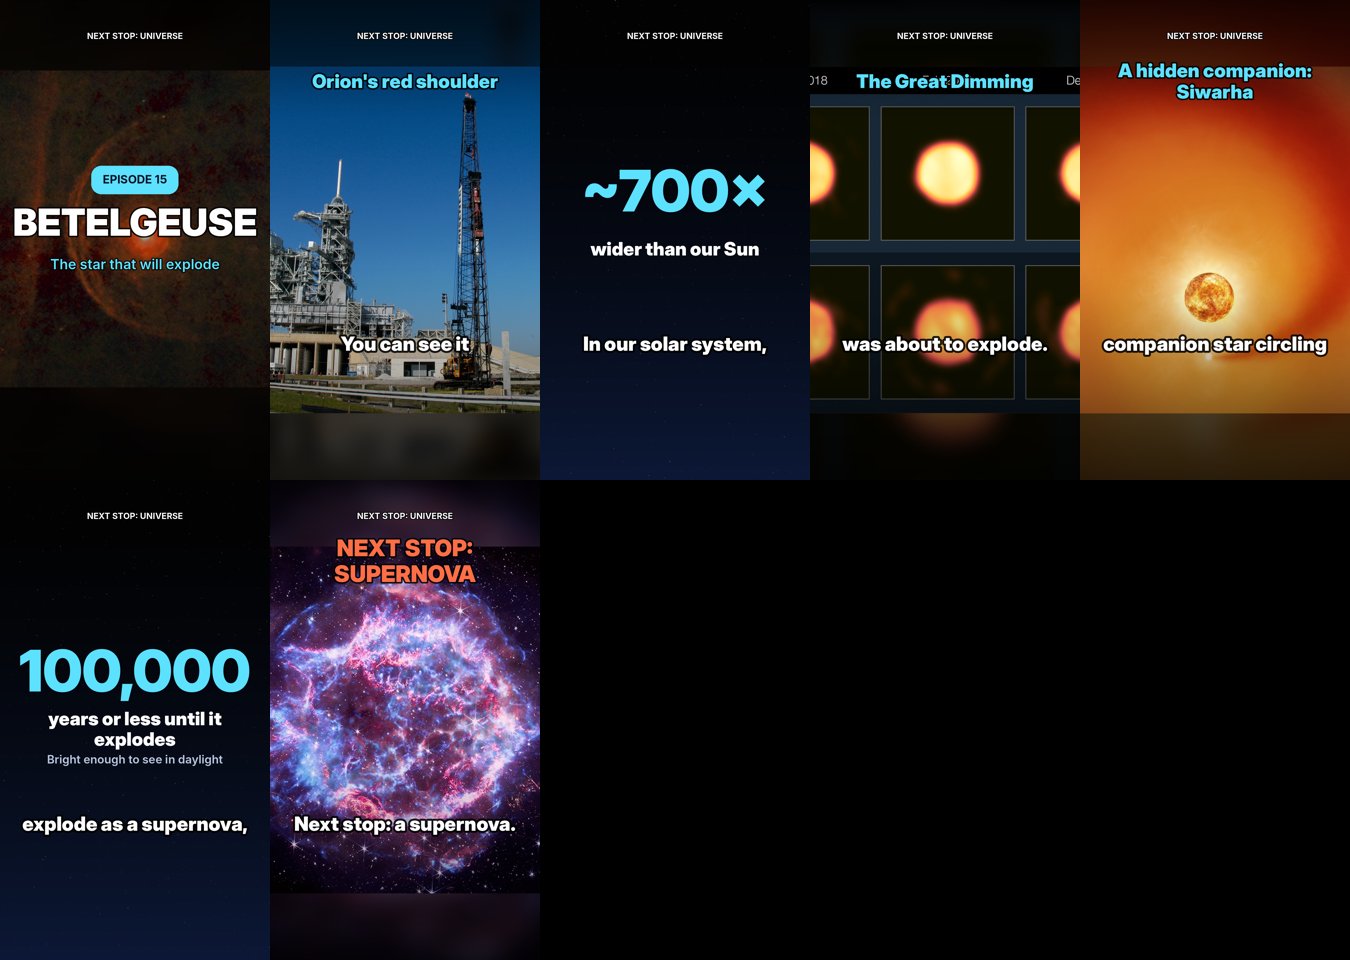 NEXT STOP: UNIVERSE
EPISODE 15
BETELGEUSE
The star that will explode
NEXT STOP: UNIVERSE
Orion's red shoulder
You can see it
NEXT STOP: UNIVERSE
~700×
wider than our Sun
In our solar system,
NEXT STOP: UNIVERSE
018
The Great Dimming
De
was about to explode.
NEXT STOP: UNIVERSE
A hidden companion:
Siwarha
companion star circling
NEXT STOP: UNIVERSE
100,000
years or less until it
explodes
Bright enough to see in daylight
explode as a supernova,
NEXT STOP: UNIVERSE
NEXT STOP:
SUPERNOVA
Next stop: a supernova.